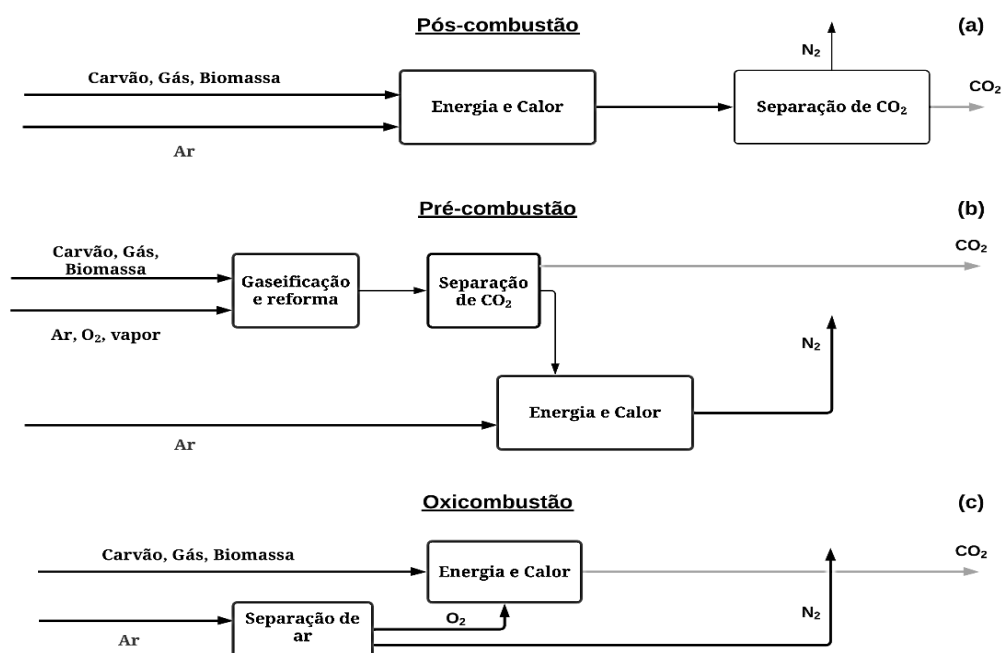 Pós-combustão
(a)
N₂
Carvão, Gás, Biomassa
CO₂
Energia e Calor
Separação de CO₂
Ar
Pré-combustão
(b)
Carvão, Gás,
Biomassa
CO₂
Gaseificação
e reforma
Separação
de CO₂
Ar, O₂, vapor
N₂
Energia e Calor
Ar
Oxicombustão
(c)
Carvão, Gás, Biomassa
CO₂
Energia e Calor
N₂
Separação de
ar
O₂
Ar